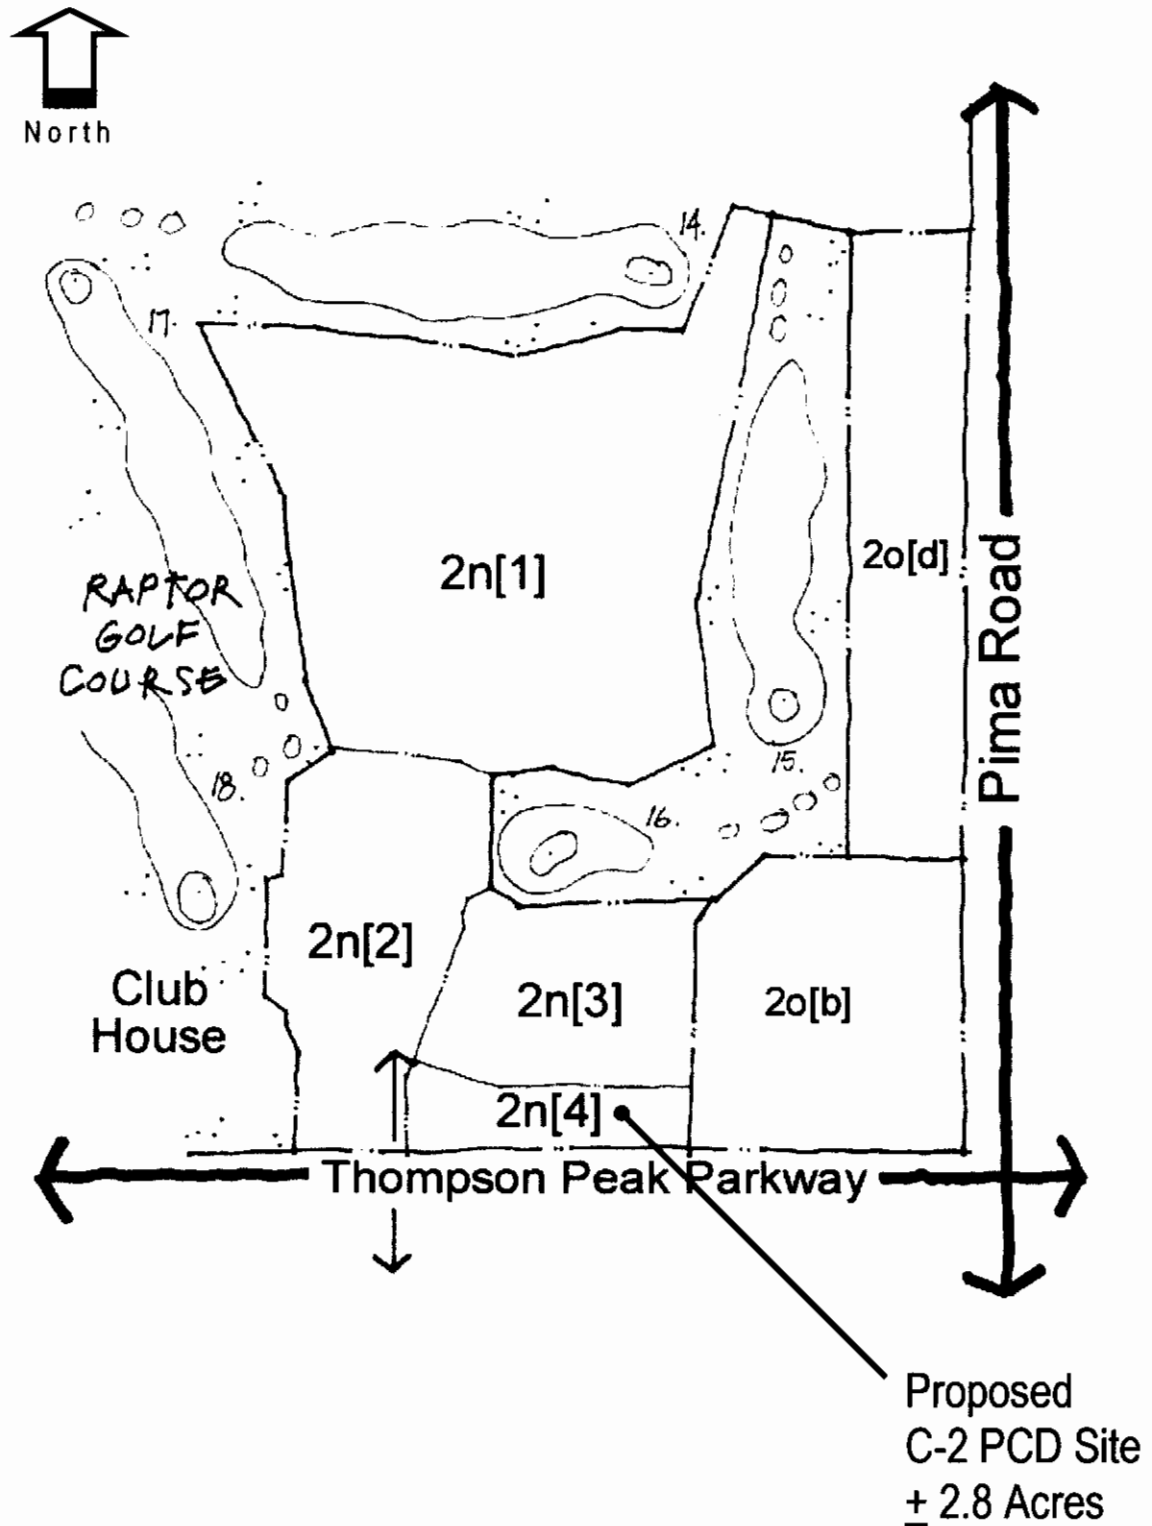 North
14.
17.
2n[1]
2o[d]
RAPTOR
GOLF
COURSE
Pima Road
15.
18.
16.
2n[2]
Club
House
2n[3]
2o[b]
2n[4]
Thompson Peak Parkway
Proposed
C-2 PCD Site
± 2.8 Acres